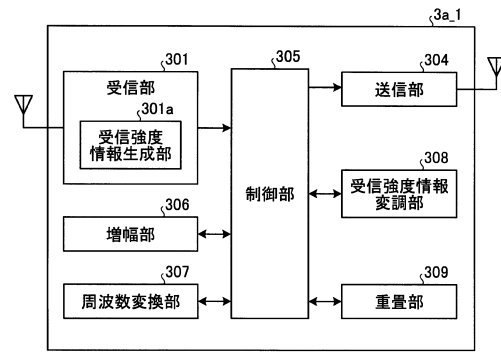 3a_1
301
受信部
301a
受信強度
情報生成部
305
制御部
304
送信部
308
受信強度情報
変調部
306
増幅部
307
周波数変換部
309
重畳部